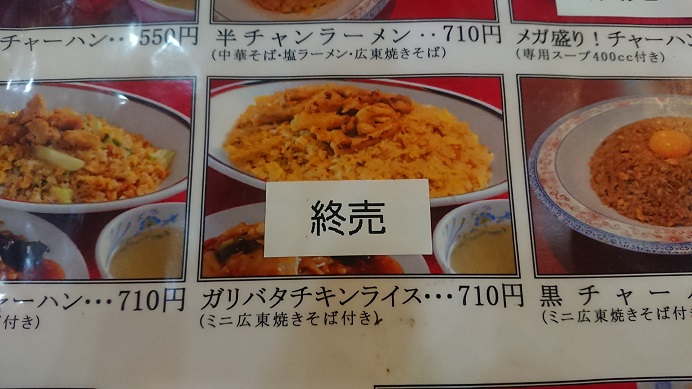 チャーハン‥‥550円
半チャンラーメン‥710円
メガ盛り!チャーハン
(中華そば・塩ラーメン・広東焼きそば)
(専用スープ400cc付き)
終売
ャーハン…710円
ガリバタチキンライス…710円
黒チャー
付き)
(ミニ広東焼きそば付き)
(ミニ広東焼きそば付き